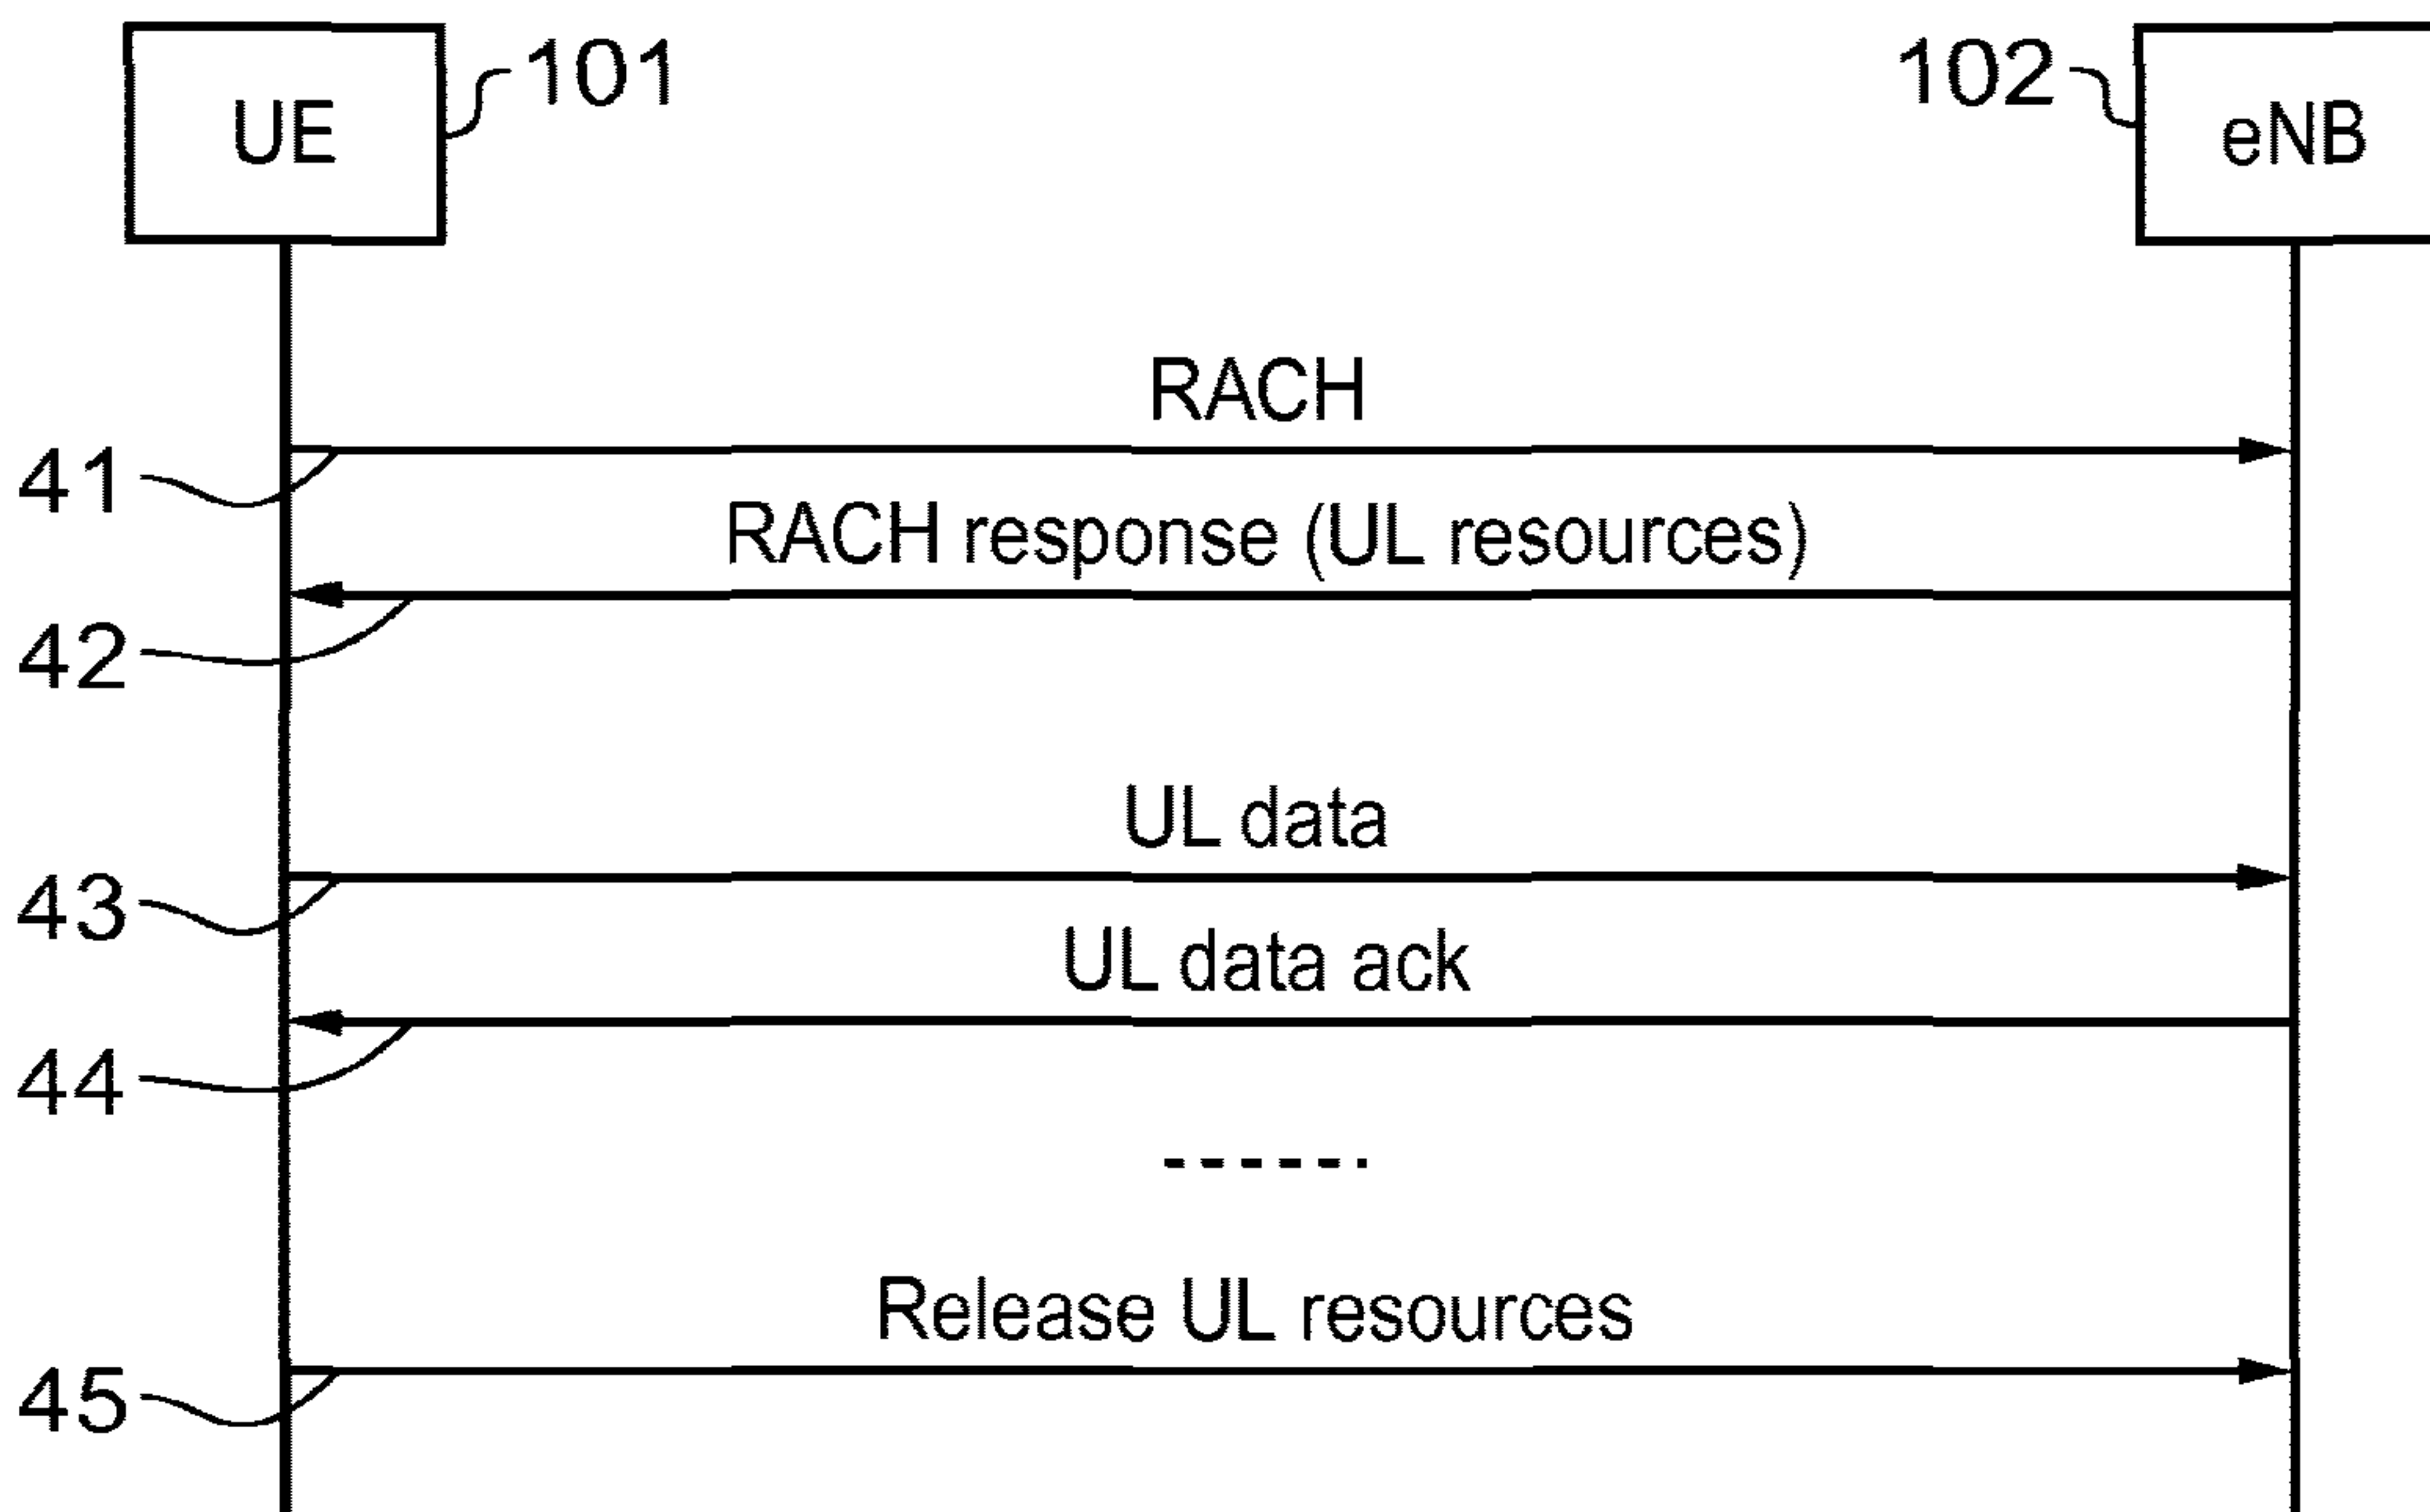 UE 101 102 eNB
RACH
41
RACH response (UL resources)
42
UL data
43
UL data ack
44
Release UL resources
45